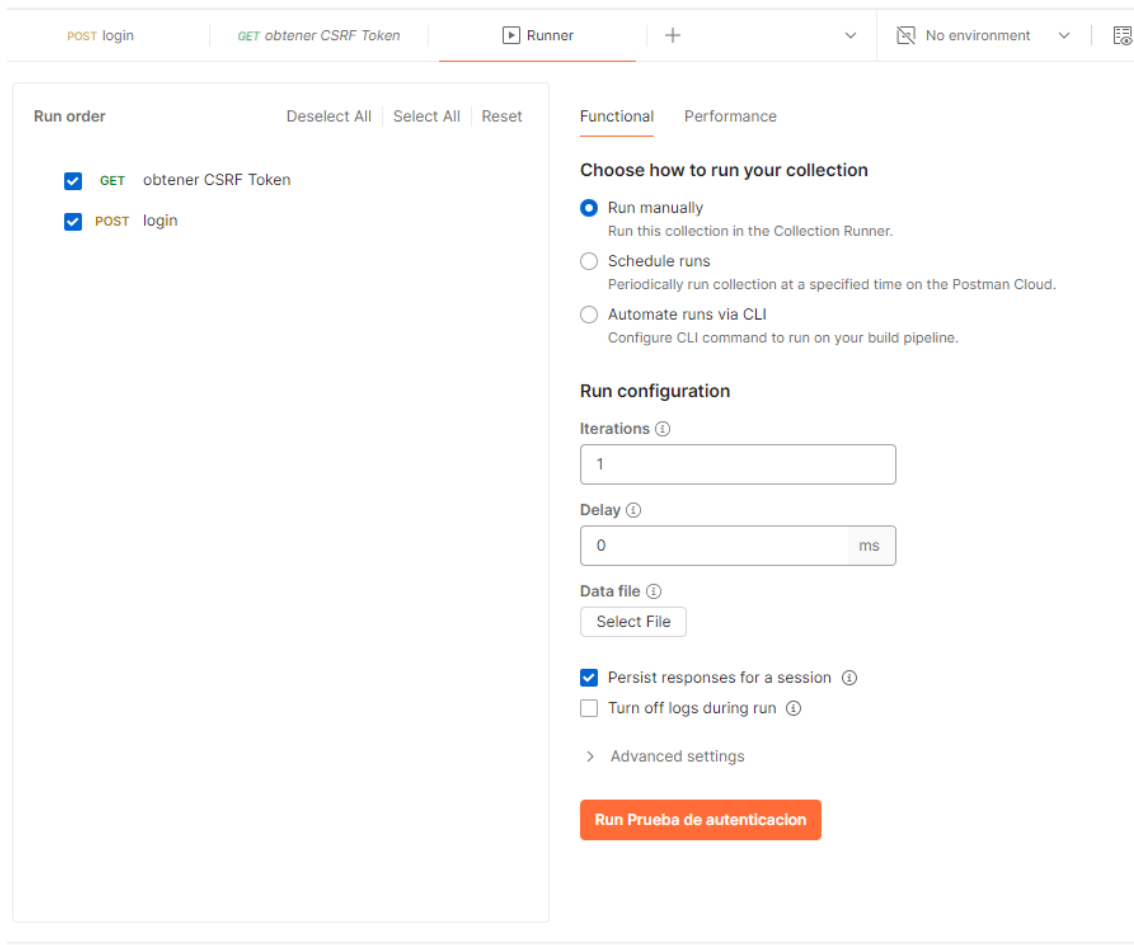 POST login
GET obtener CSRF Token
Runner
No environment
Run order
Deselect All
Select All
Reset
GET obtener CSRF Token
POST login
Functional
Performance
Choose how to run your collection
Run manually
Run this collection in the Collection Runner.
Schedule runs
Periodically run collection at a specified time on the Postman Cloud.
Automate runs via CLI
Configure CLI command to run on your build pipeline.
Run configuration
Iterations
1
Delay
0 ms
Data file
Select File
Persist responses for a session
Turn off logs during run
Advanced settings
Run Prueba de autenticacion